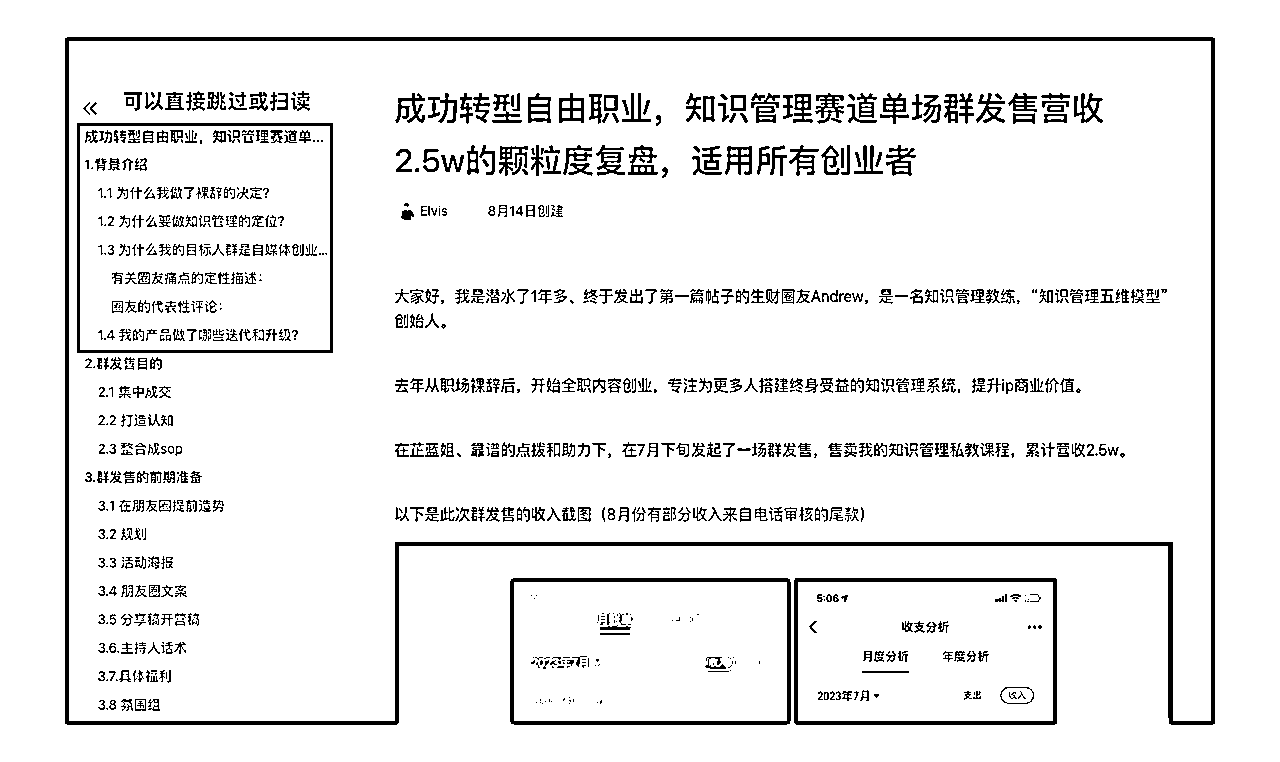 可以直接跳过或扫读
成功转型自由职业，知识管理赛道单...
1.背景介绍
1.1 为什么我做了裸辞的决定?
1.2 为什么要做知识管理的定位?
1.3 为什么我的目标人群是自媒体创业...
有关圈友痛点的定性描述:
圈友的代表性评论:
1.4 我的产品做了哪些迭代和升级?
2.群发售目的
2.1 集中成交
2.2 打造认知
2.3 整合成sop
3.群发售的前期准备
3.1 在朋友圈提前造势
3.2 规划
3.3 活动海报
3.4 朋友圈文案
3.5 分享稿开营稿
3.6.主持人话术
3.7.具体福利
3.8 氛围组
成功转型自由职业，知识管理赛道单场群发售营收
2.5w的颗粒度复盘，适用所有创业者
Elvis 8月14日创建
大家好，我是潜水了1年多、终于发出了第一篇帖子的生财圈友Andrew，是一名知识管理教练，“知识管理五维模型”
创始人。
去年从职场裸辞后，开始全职内容创业，专注为更多人搭建终身受益的知识管理系统，提升ip商业价值。
在芷蓝姐、靠谱的点拨和助力下，在7月下旬发起了一场群发售，售卖我的知识管理私教课程，累计营收2.5w。
以下是此次群发售的收入截图（8月份有部分收入来自电话审核的尾款）
2023年7月
5:06
收支分析
月度分析 年度分析
2023年7月 支出 收入